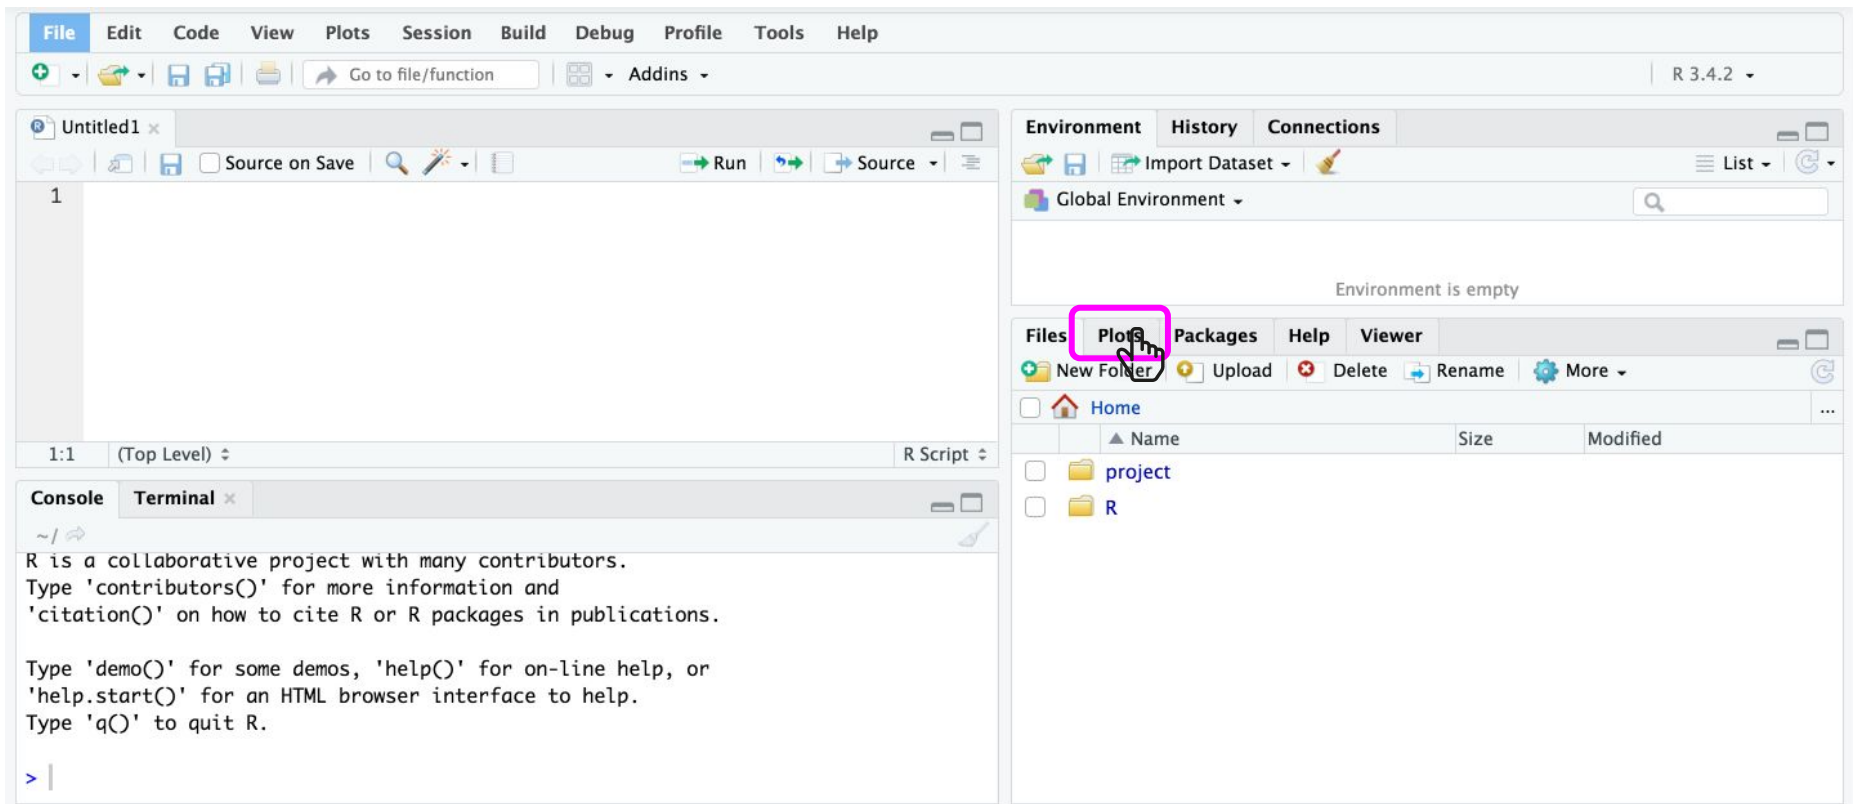 File Edit Code View Plots Session Build Debug Profile Tools Help
Go to file/function Addins R 3.4.2
Untitled1
Source on Save Run Source
1
1:1 (Top Level) R Script
Console Terminal
~/
R is a collaborative project with many contributors.
Type 'contributors()' for more information and
'citation()' on how to cite R or R packages in publications.
Type 'demo()' for some demos, 'help()' for on-line help, or
'help.start()' for an HTML browser interface to help.
Type 'q()' to quit R.
>
Environment History Connections
Import Dataset List
Global Environment
Environment is empty
Files Plots Packages Help Viewer
New Folder Upload Delete Rename More
Home ...
Name Size Modified
project
R